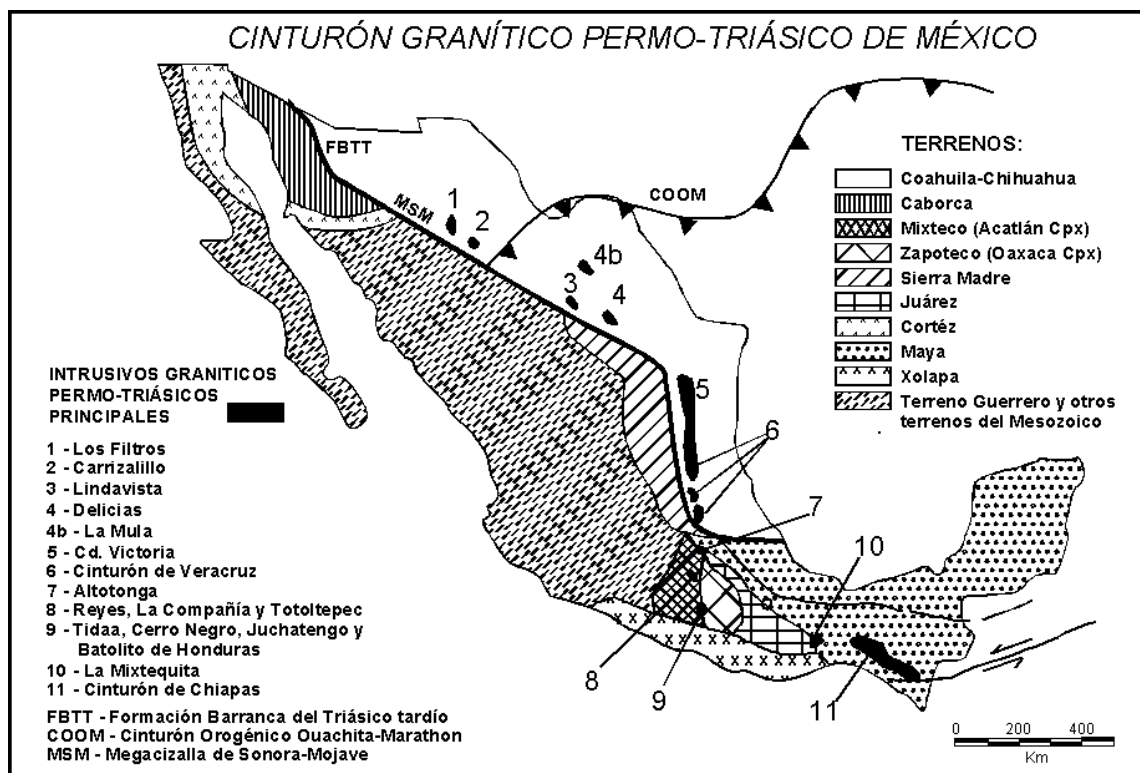 CINTURÓN GRANÍTICO PERMO-TRIÁSICO DE MÉXICO
FBTT
MSM
COOM
1
2
4b
3
4
5
6
7
10
8
9
11
TERRENOS:
Coahuila-Chihuahua
Caborca
Mixteco (Acatlán Cpx)
Zapoteco (Oaxaca Cpx)
Sierra Madre
Juárez
Cortéz
Maya
Xolapa
Terreno Guerrero y otros
terrenos del Mesozoico
INTRUSIVOS GRANITICOS
PERMO-TRIÁSICOS
PRINCIPALES
1 - Los Filtros
2 - Carrizalillo
3 - Lindavista
4 - Delicias
4b - La Mula
5 - Cd. Victoria
6 - Cinturón de Veracruz
7 - Altotonga
8 - Reyes, La Compañía y Totoltepec
9 - Tidaa, Cerro Negro, Juchatengo y
Batolito de Honduras
10 - La Mixtequita
11 - Cinturón de Chiapas
FBTT - Formación Barranca del Triásico tardío
COOM - Cinturón Orogénico Ouachita-Marathon
MSM - Megacizalla de Sonora-Mojave
0 200 400
Km